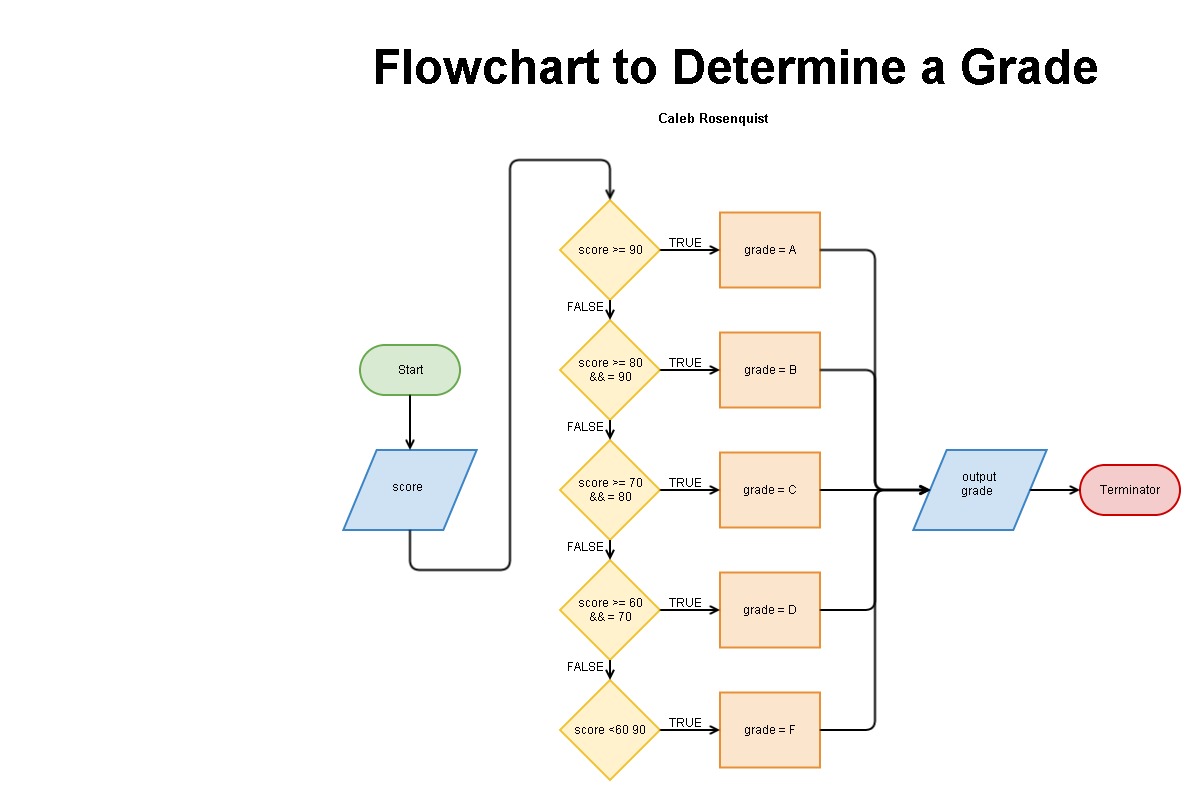 Flowchart to Determine a Grade
Caleb Rosenquist
score >= 90
TRUE
grade = A
FALSE
score >= 80
&& = 90
TRUE
grade = B
FALSE
Start
score
score >= 70
&& = 80
TRUE
grade = C
output
grade
Terminator
FALSE
score >= 60
&& = 70
TRUE
grade = D
FALSE
score <60 90
TRUE
grade = F